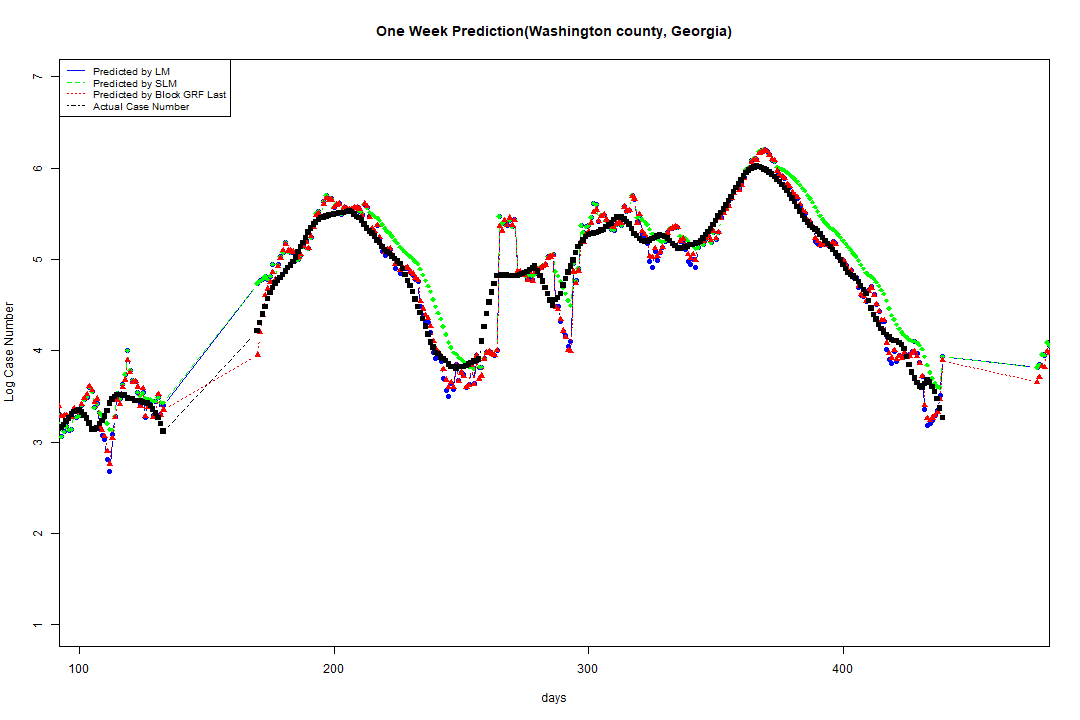 One Week Prediction(Washington county, Georgia)
Predicted by LM
Predicted by SLM
Predicted by Block GRF Last
Actual Case Number
7
6
5
4
3
2
1
Log Case Number
100 200 300 400
days